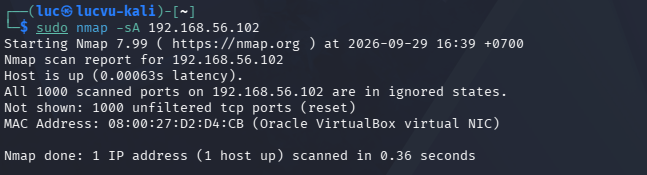 ┌──(luc㉿lucvu-kali)-[~]
└─$ sudo nmap -sA 192.168.56.102
Starting Nmap 7.99 ( https://nmap.org ) at 2026-09-29 16:39 +0700
Nmap scan report for 192.168.56.102
Host is up (0.00063s latency).
All 1000 scanned ports on 192.168.56.102 are in ignored states.
Not shown: 1000 unfiltered tcp ports (reset)
MAC Address: 08:00:27:D2:D4:CB (Oracle VirtualBox virtual NIC)

Nmap done: 1 IP address (1 host up) scanned in 0.36 seconds